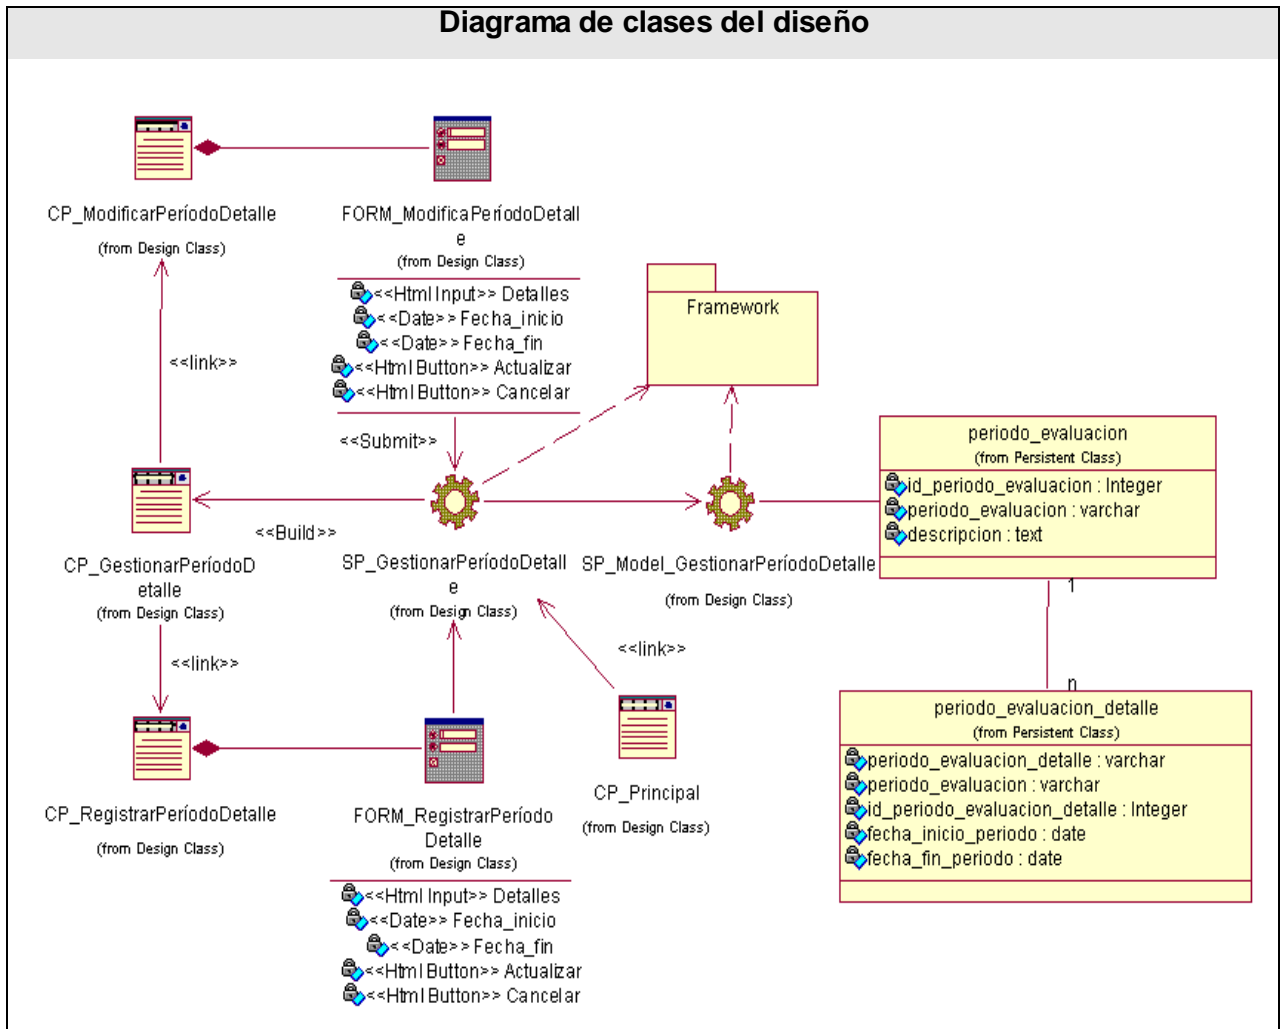 Diagrama de clases del diseño
CP_ModificarPeríodoDetalle
(from Design Class)
FORM_ModificaPeríodoDetall
e
(from Design Class)
<<Html Input>> Detalles
<<Date>> Fecha_inicio
<<Date>> Fecha_fin
<<Html Button>> Actualizar
<<Html Button>> Cancelar
Framework
<<link>>
<<Submit>>
periodo_evaluacion
(from Persistent Class)
id_periodo_evaluacion : Integer
periodo_evaluacion : varchar
descripcion : text
<<Build>>
CP_GestionarPeríodoD
etalle
(from Design Class)
SP_GestionarPeríodoDetall
e
(from Design Class)
SP_Model_GestionarPeríodoDetalle
(from Design Class)
1
<<link>>
<<link>>
n
periodo_evaluacion_detalle
(from Persistent Class)
periodo_evaluacion_detalle : varchar
periodo_evaluacion : varchar
id_periodo_evaluacion_detalle : Integer
fecha_inicio_periodo : date
fecha_fin_periodo : date
CP_Principal
(from Design Class)
CP_RegistrarPeríodoDetalle
(from Design Class)
FORM_RegistrarPeríodo
Detalle
(from Design Class)
<<Html Input>> Detalles
<<Date>> Fecha_inicio
<<Date>> Fecha_fin
<<Html Button>> Actualizar
<<Html Button>> Cancelar